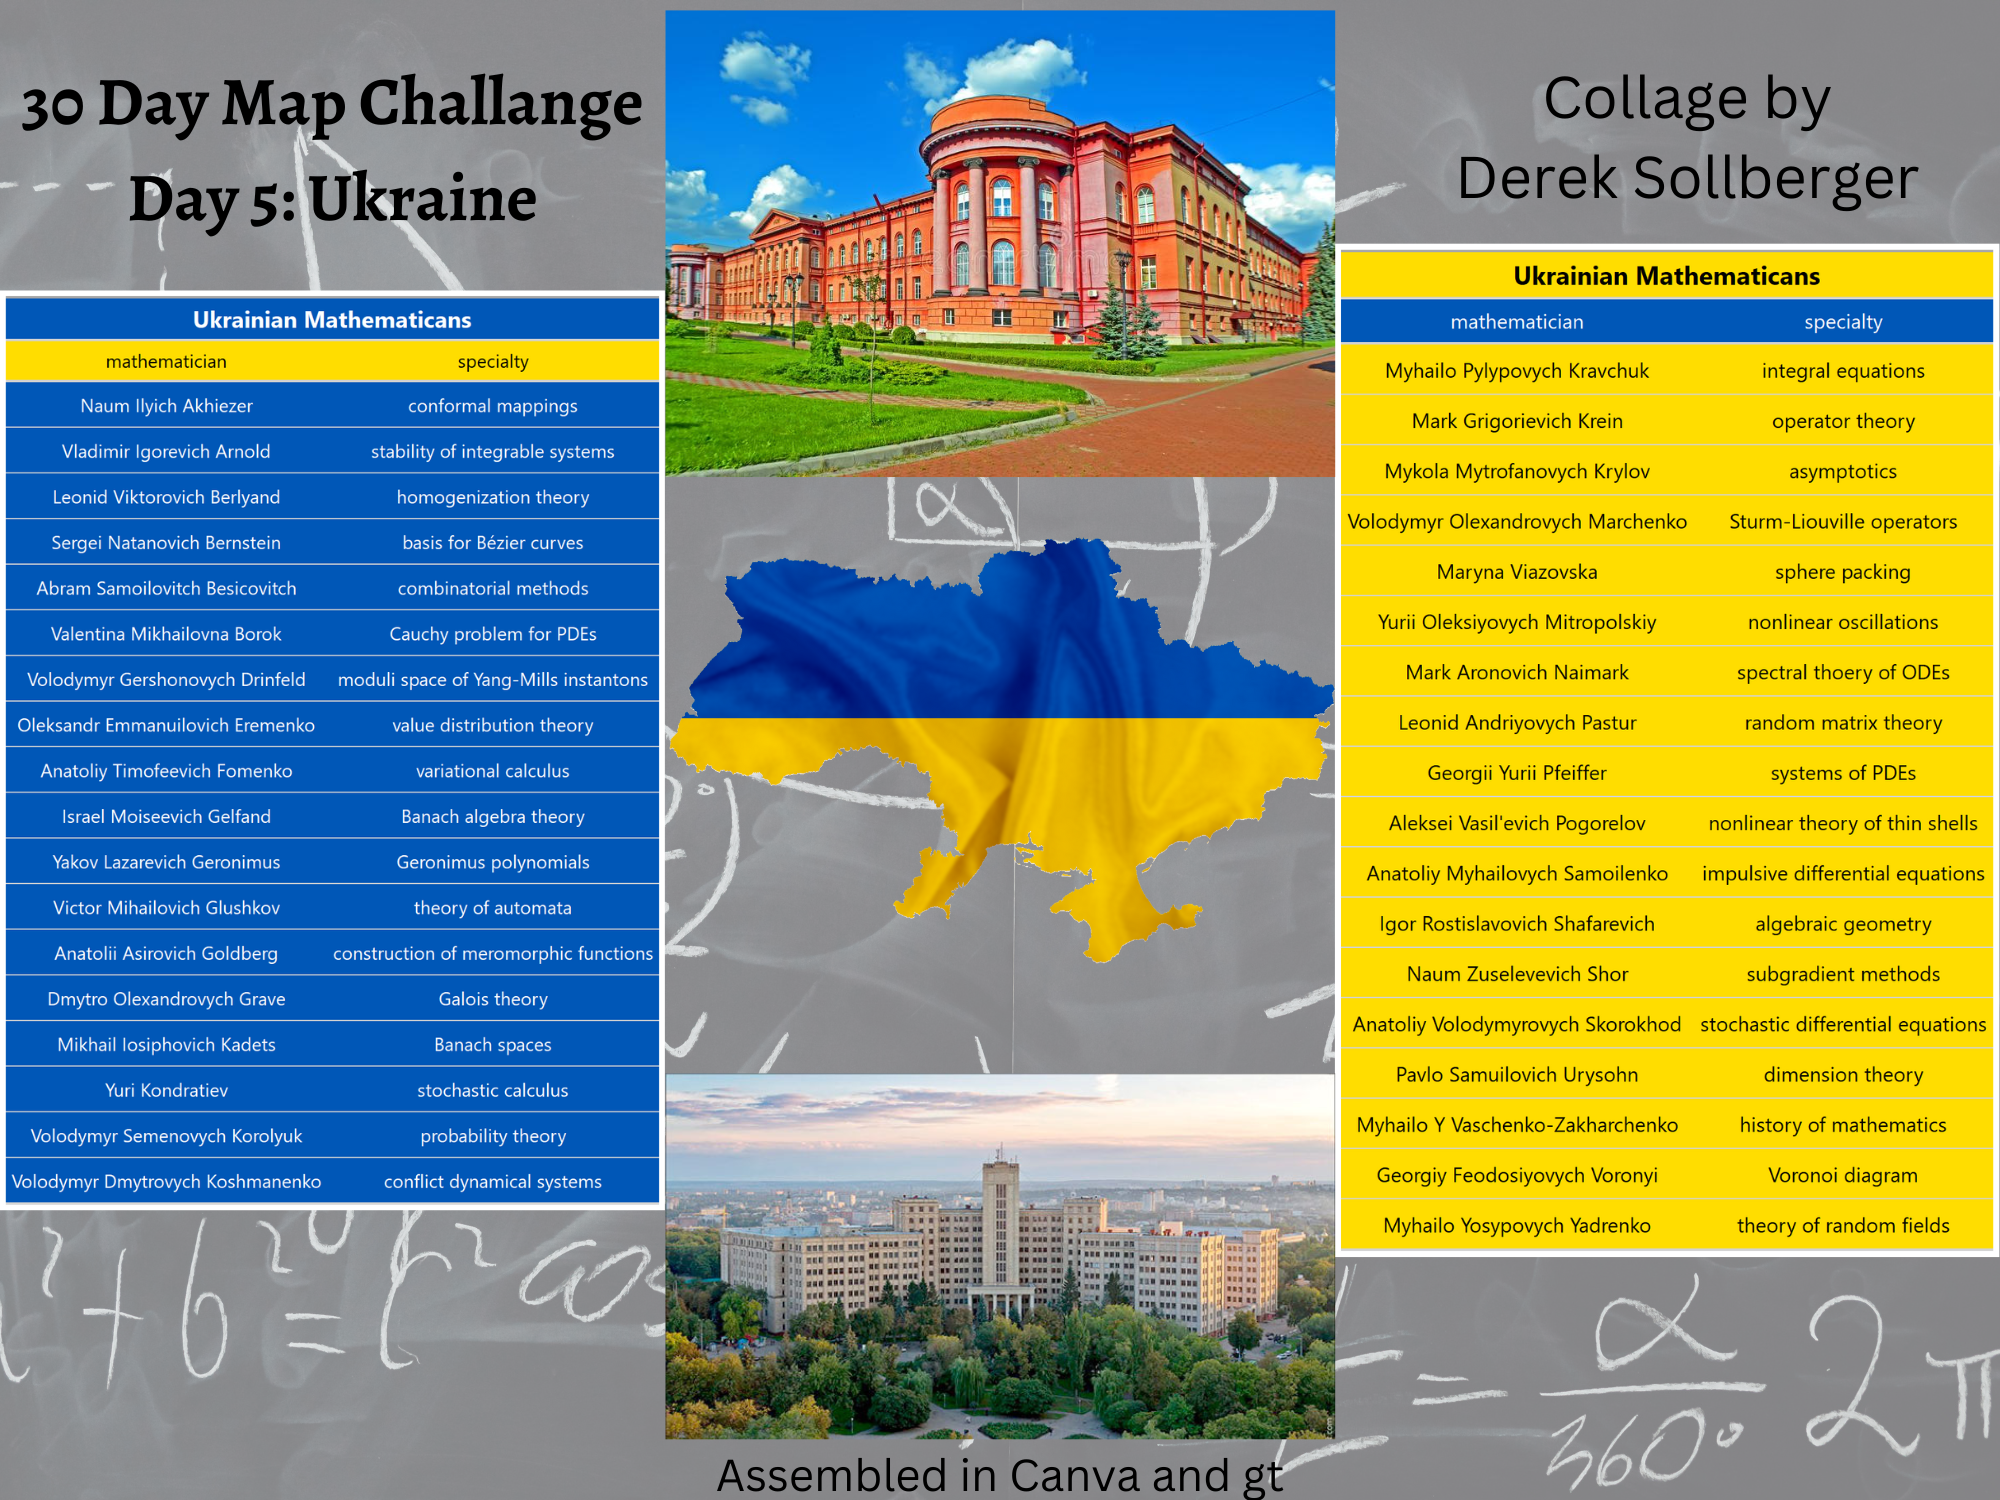 30 Day Map Challange
Day 5: Ukraine
Ukrainian Mathematicans
mathematician specialty
Naum Ilyich Akhiezer conformal mappings
Vladimir Igorevich Arnold stability of integrable systems
Leonid Viktorovich Berlyand homogenization theory
Sergei Natanovich Bernstein basis for Bézier curves
Abram Samoilovitch Besicovitch combinatorial methods
Valentina Mikhailovna Borok Cauchy problem for PDEs
Volodymyr Gershonovych Drinfeld moduli space of Yang-Mills instantons
Oleksandr Emmanuilovich Eremenko value distribution theory
Anatoliy Timofeevich Fomenko variational calculus
Israel Moiseevich Gelfand Banach algebra theory
Yakov Lazarevich Geronimus Geronimus polynomials
Victor Mihailovich Glushkov theory of automata
Anatolii Asirovich Goldberg construction of meromorphic functions
Dmytro Olexandrovych Grave Galois theory
Mikhail Iosiphovich Kadets Banach spaces
Yuri Kondratiev stochastic calculus
Volodymyr Semenovych Korolyuk probability theory
Volodymyr Dmytrovych Koshmanenko conflict dynamical systems
Collage by
Derek Sollberger
Ukrainian Mathematicans
mathematician specialty
Myhailo Pylypovych Kravchuk integral equations
Mark Grigorievich Krein operator theory
Mykola Mytrofanovych Krylov asymptotics
Volodymyr Olexandrovych Marchenko Sturm-Liouville operators
Maryna Viazovska sphere packing
Yurii Oleksiyovych Mitropolskiy nonlinear oscillations
Mark Aronovich Naimark spectral thoery of ODEs
Leonid Andriyovych Pastur random matrix theory
Georgii Yurii Pfeiffer systems of PDEs
Aleksei Vasil'evich Pogorelov nonlinear theory of thin shells
Anatoliy Myhailovych Samoilenko impulsive differential equations
Igor Rostislavovich Shafarevich algebraic geometry
Naum Zuselevevich Shor subgradient methods
Anatoliy Volodymyrovych Skorokhod stochastic differential equations
Pavlo Samuilovich Urysohn dimension theory
Myhailo Y Vaschenko-Zakharchenko history of mathematics
Georgiy Feodosiyovych Voronyi Voronoi diagram
Myhailo Yosypovych Yadrenko theory of random fields
α
² + b² = c² cos
= α 2π
360°
Assembled in Canva and gt